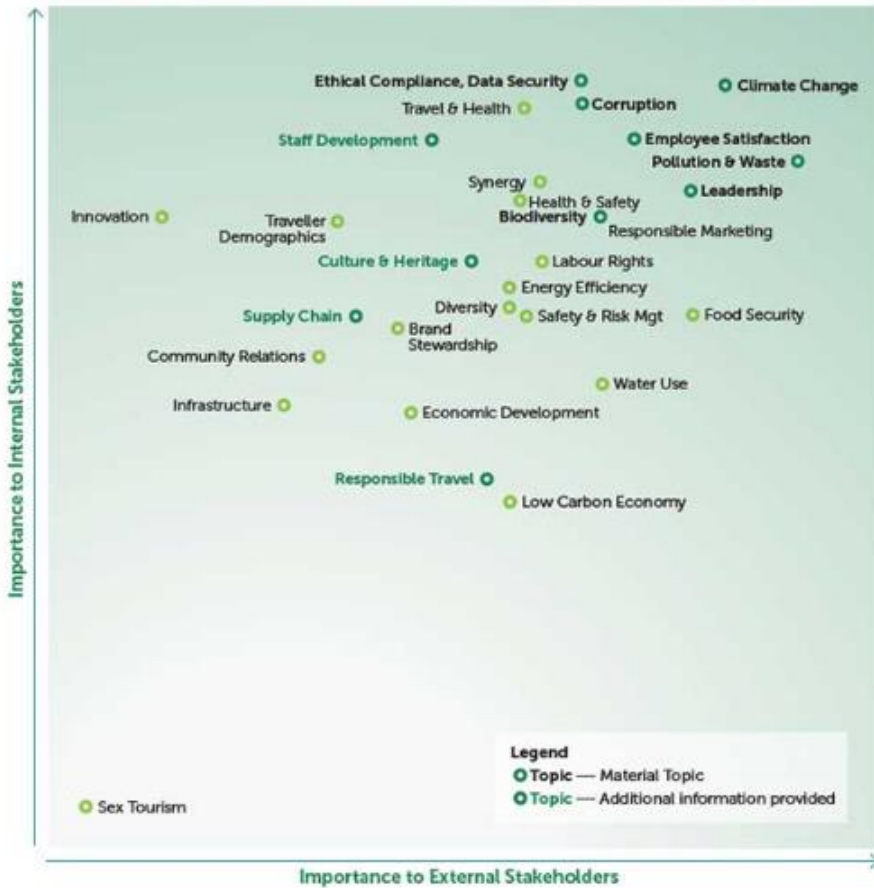 Importance to Internal Stakeholders
Ethical Compliance, Data Security
Climate Change
Travel & Health
Corruption
Staff Development
Employee Satisfaction
Pollution & Waste
Synergy
Leadership
Health & Safety
Innovation
Traveller
Demographics
Biodiversity
Responsible Marketing
Culture & Heritage
Labour Rights
Energy Efficiency
Diversity
Supply Chain
Safety & Risk Mgt
Food Security
Brand
Stewardship
Community Relations
Water Use
Infrastructure
Economic Development
Responsible Travel
Low Carbon Economy
Legend
Topic — Material Topic
Topic — Additional information provided
Sex Tourism
Importance to External Stakeholders